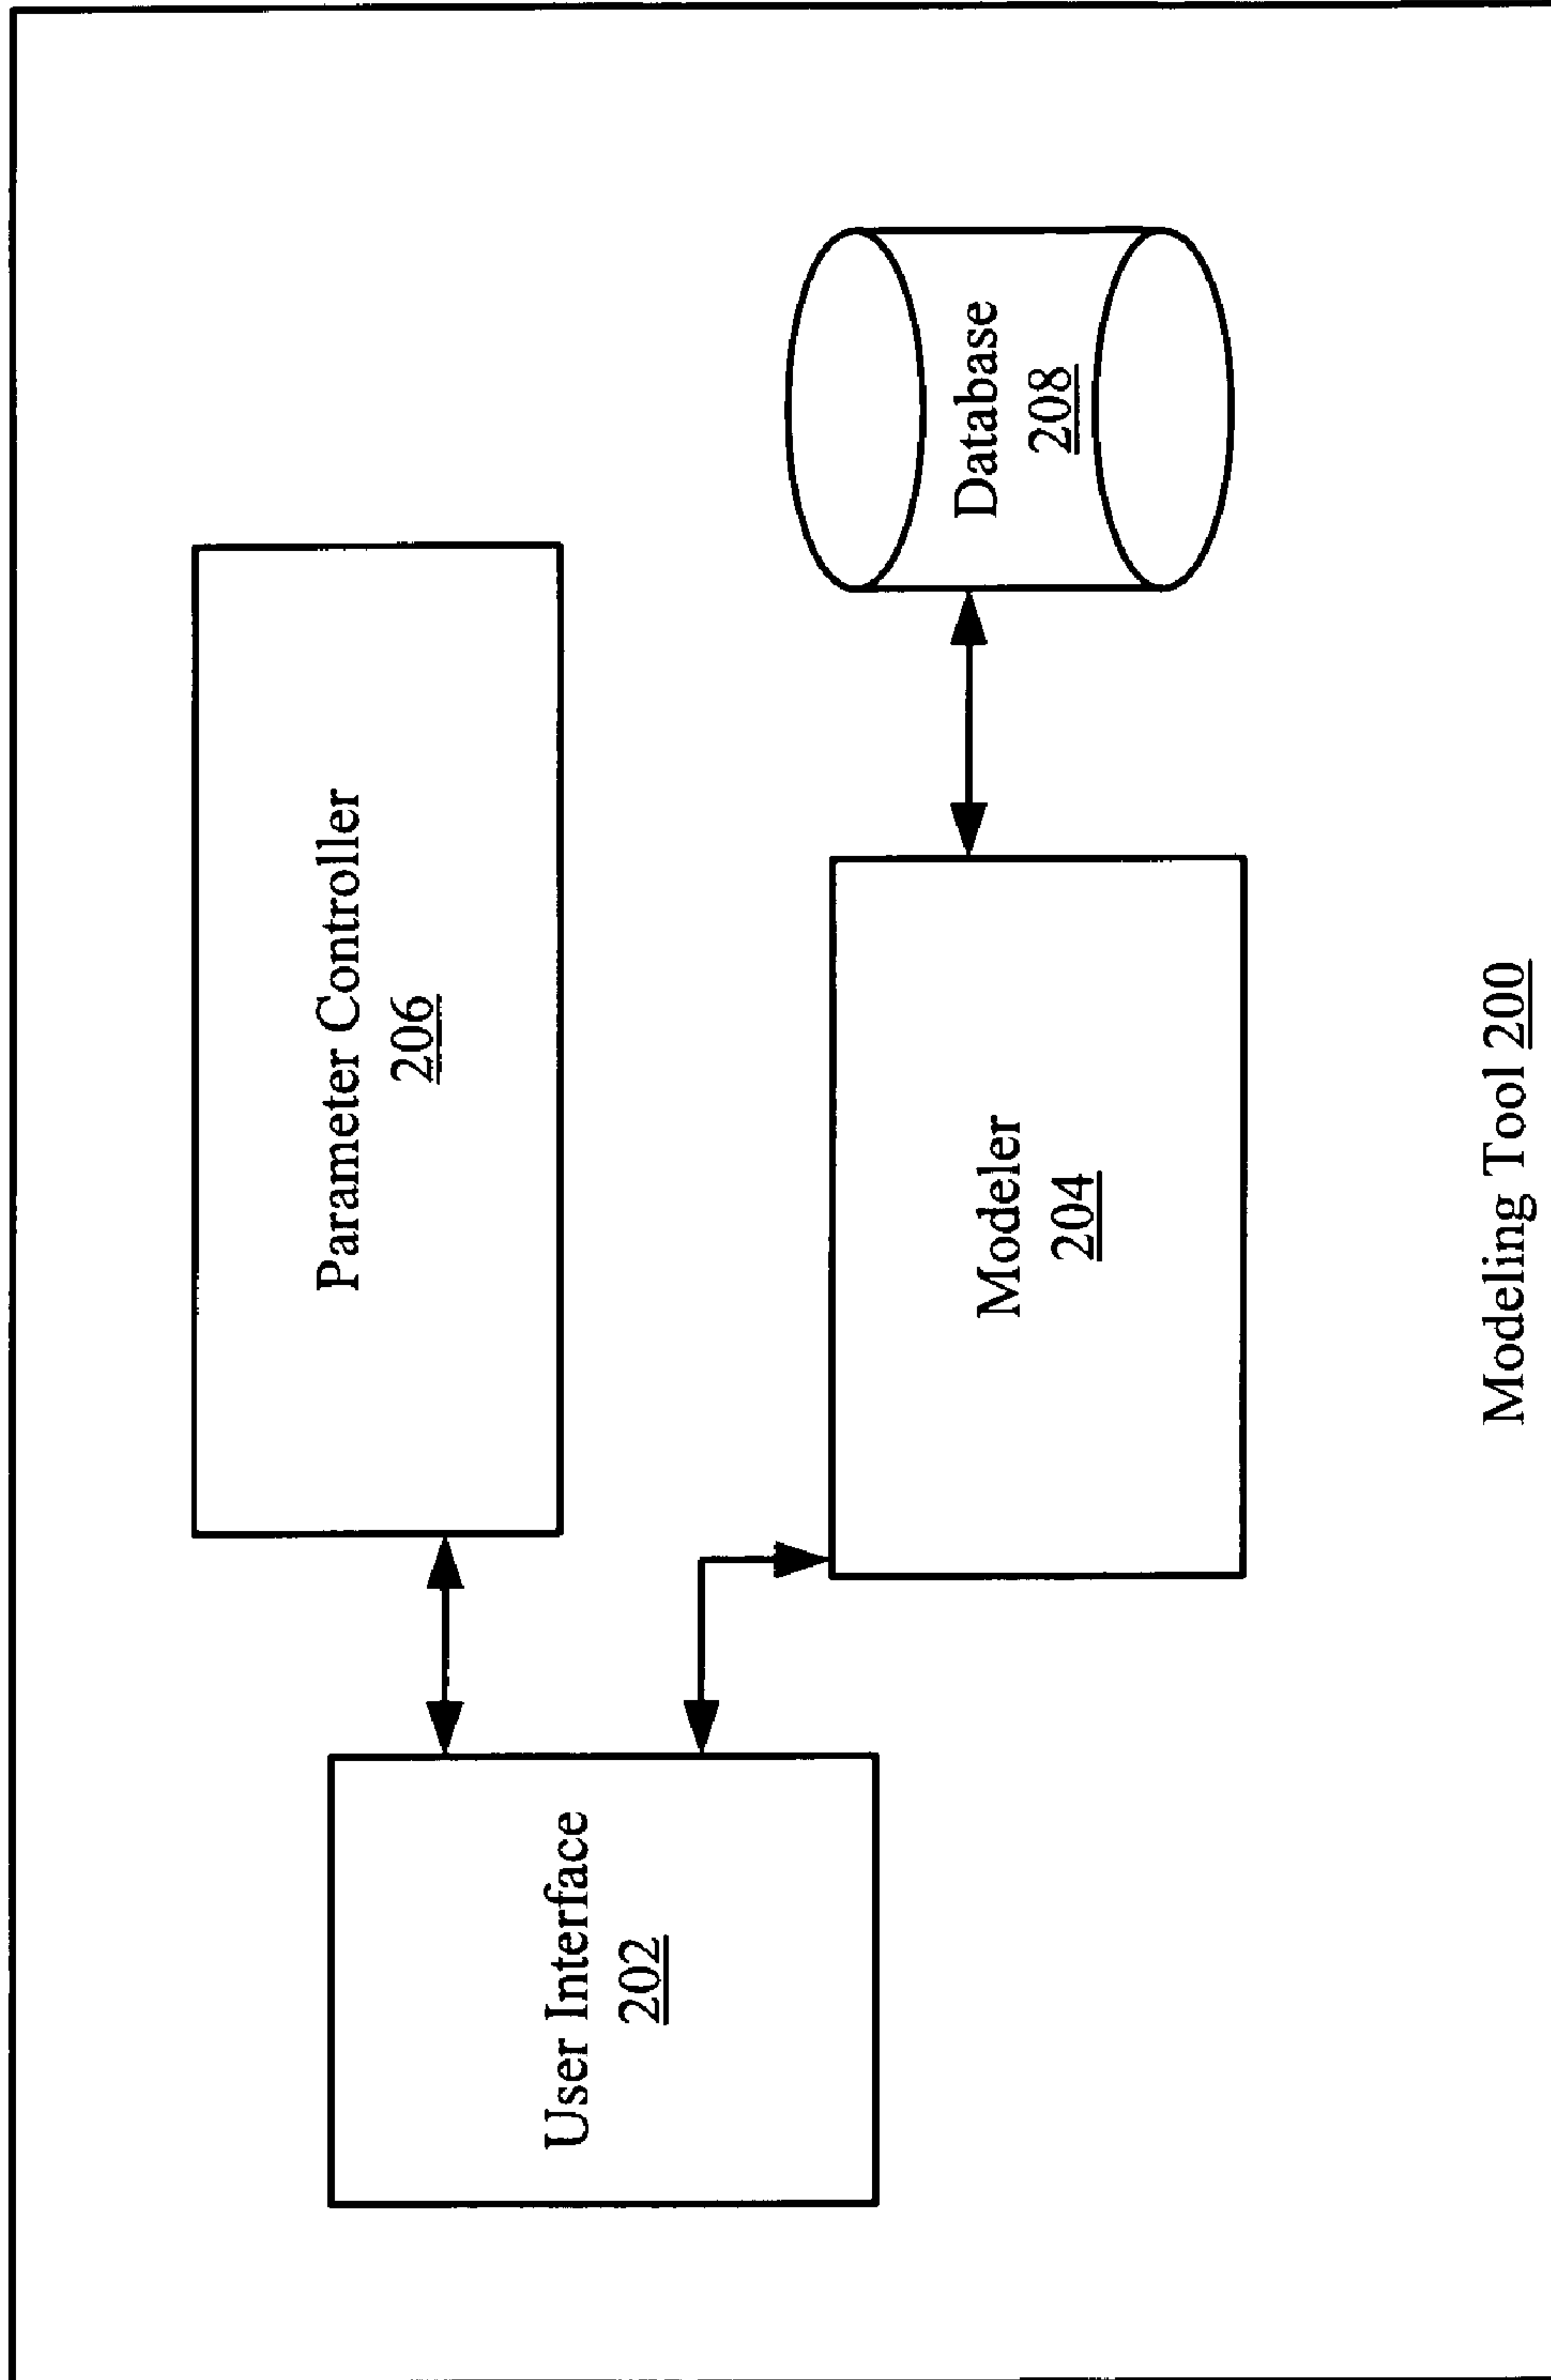 Parameter Controller
206
User Interface
202
Modeler
204
Database
208
Modeling Tool 200